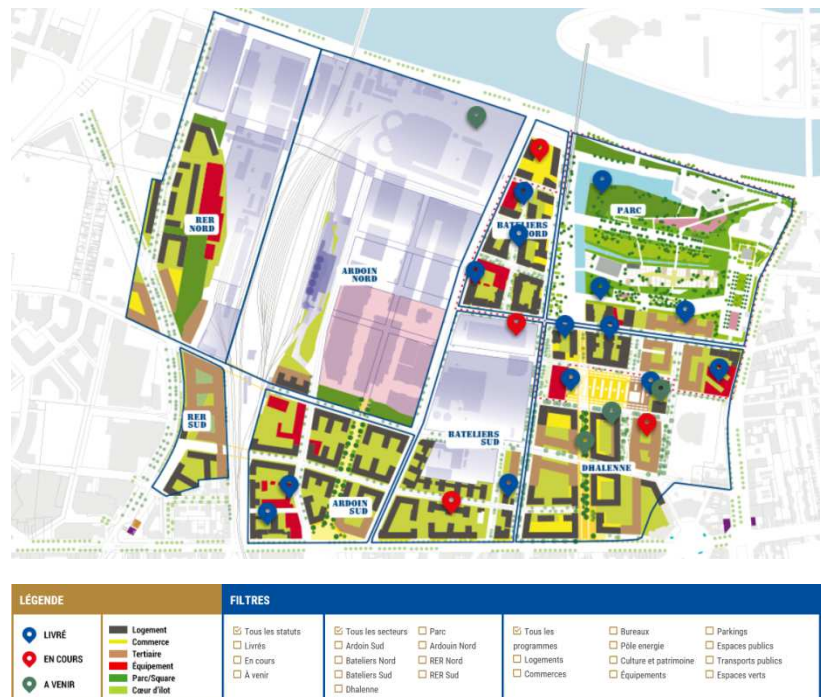 RER
NORD
ARDOIN
NORD
BATELIERS
NORD
PARC
RER
SUD
BATELIERS
SUD
DHALENNE
ARDOIN
SUD
LÉGENDE
LIVRÉ
EN COURS
A VENIR
Logement
Commerce
Tertiaire
Équipement
Parc/Square
Cœur d'îlot
FILTRES
Tous les statuts
Livrés
En cours
À venir
Tous les secteurs
Ardoin Sud
Bateliers Nord
Bateliers Sud
Dhalenne
Parc
Ardouin Nord
RER Nord
RER Sud
Tous les
programmes
Logements
Commerces
Bureaux
Pôle energie
Culture et patrimoine
Équipements
Parkings
Espaces publics
Transports publics
Espaces verts